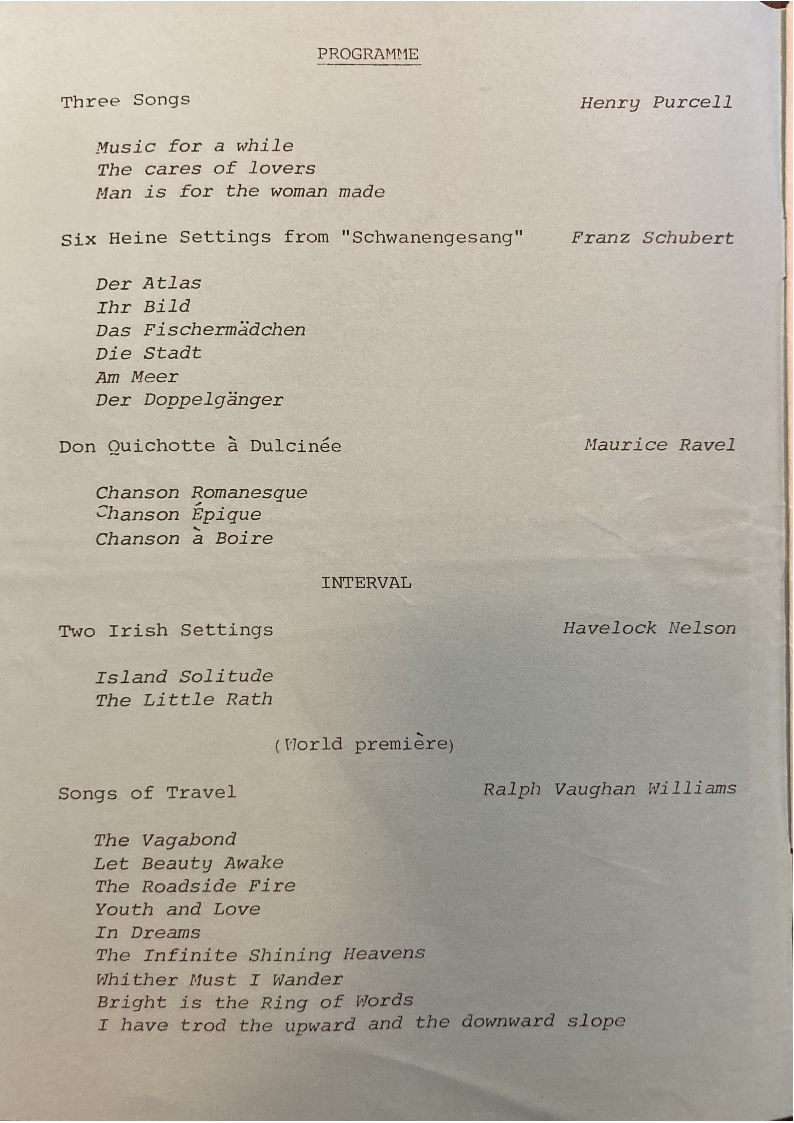 PROGRAMME
Three Songs Henry Purcell
Music for a while
The cares of lovers
Man is for the woman made
Six Heine Settings from "Schwanengesang" Franz Schubert
Der Atlas
Ihr Bild
Das Fischermädchen
Die Stadt
Am Meer
Der Doppelgänger
Don Quichotte à Dulcinée Maurice Ravel
Chanson Romanesque
Chanson Épique
Chanson à Boire
INTERVAL
Two Irish Settings Havelock Nelson
Island Solitude
The Little Rath
(World première)
Songs of Travel Ralph Vaughan Williams
The Vagabond
Let Beauty Awake
The Roadside Fire
Youth and Love
In Dreams
The Infinite Shining Heavens
Whither Must I Wander
Bright is the Ring of Words
I have trod the upward and the downward slope